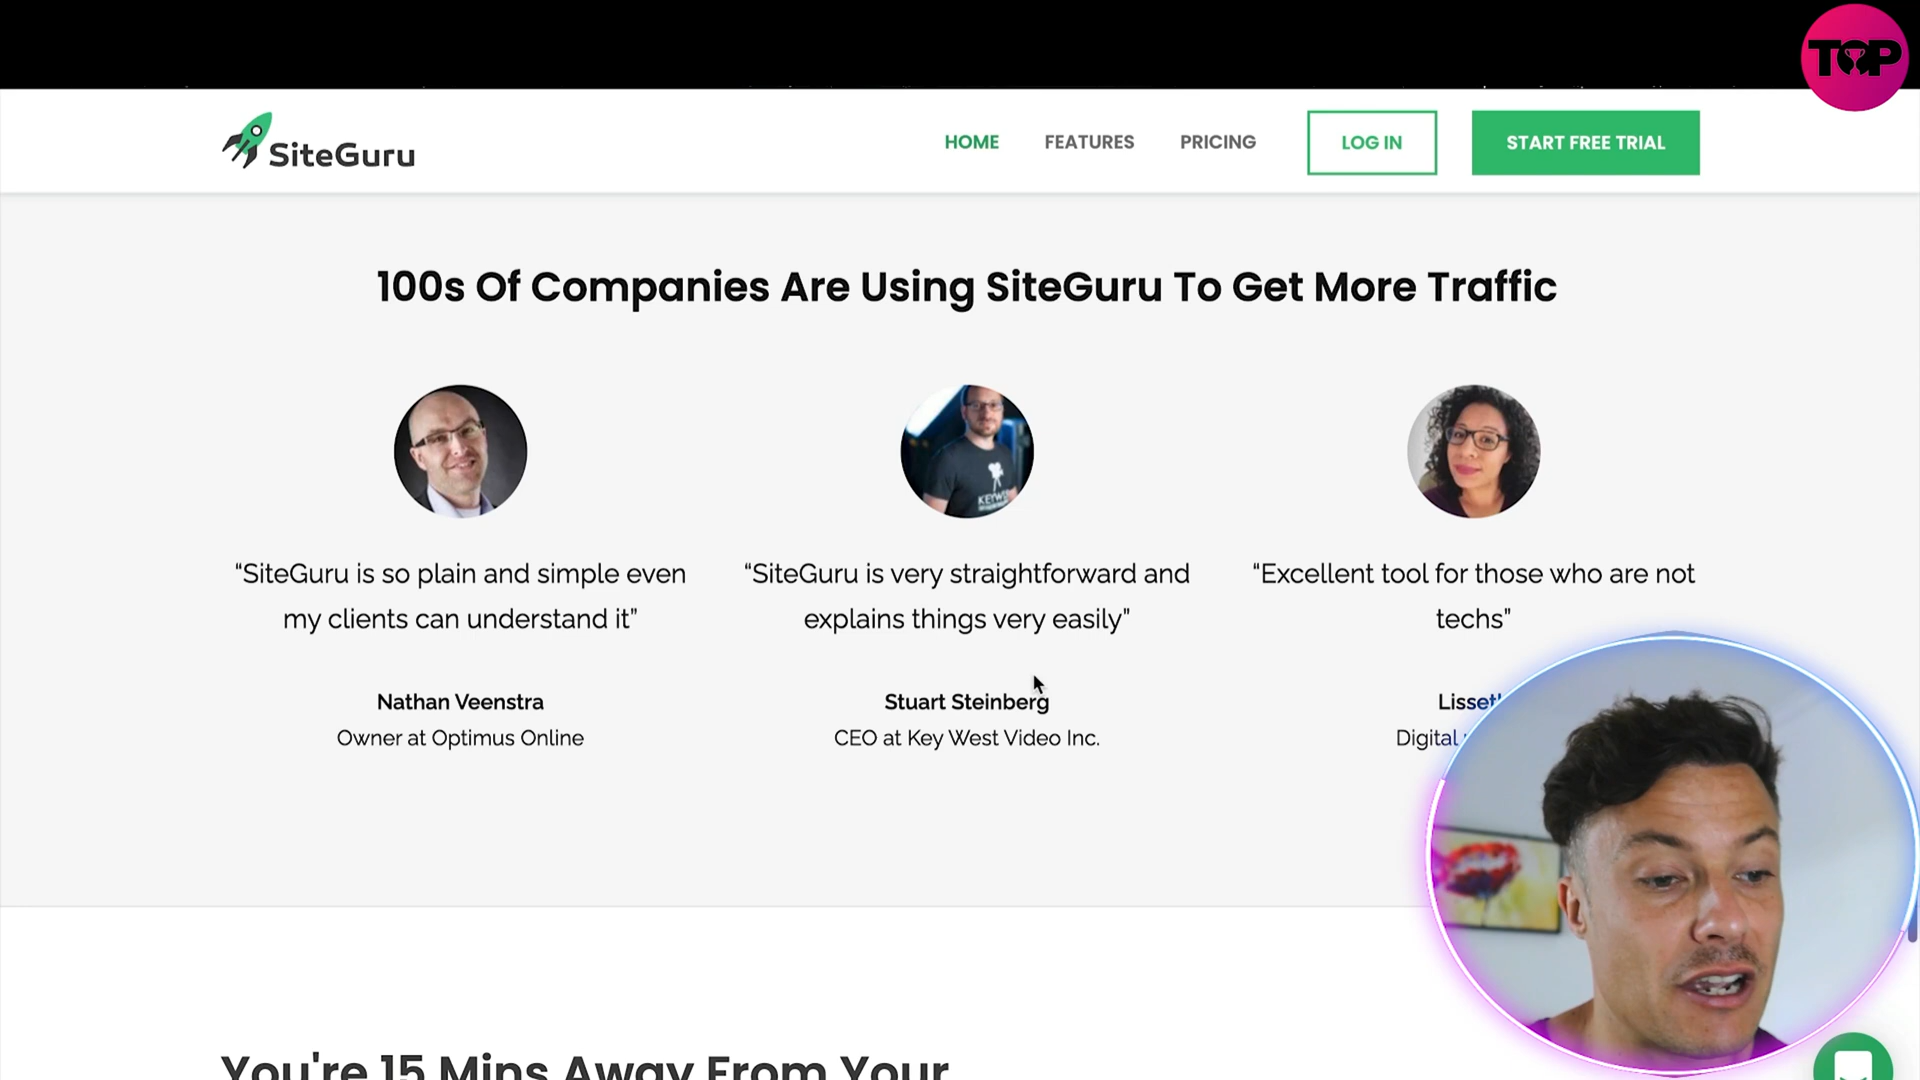 TOP
SiteGuru
HOME FEATURES PRICING LOG IN START FREE TRIAL
100s Of Companies Are Using SiteGuru To Get More Traffic
“SiteGuru is so plain and simple even
my clients can understand it”
Nathan Veenstra
Owner at Optimus Online
“SiteGuru is very straightforward and
explains things very easily”
Stuart Steinberg
CEO at Key West Video Inc.
“Excellent tool for those who are not
techs”
Digital
You're 15 Mins Away From Your